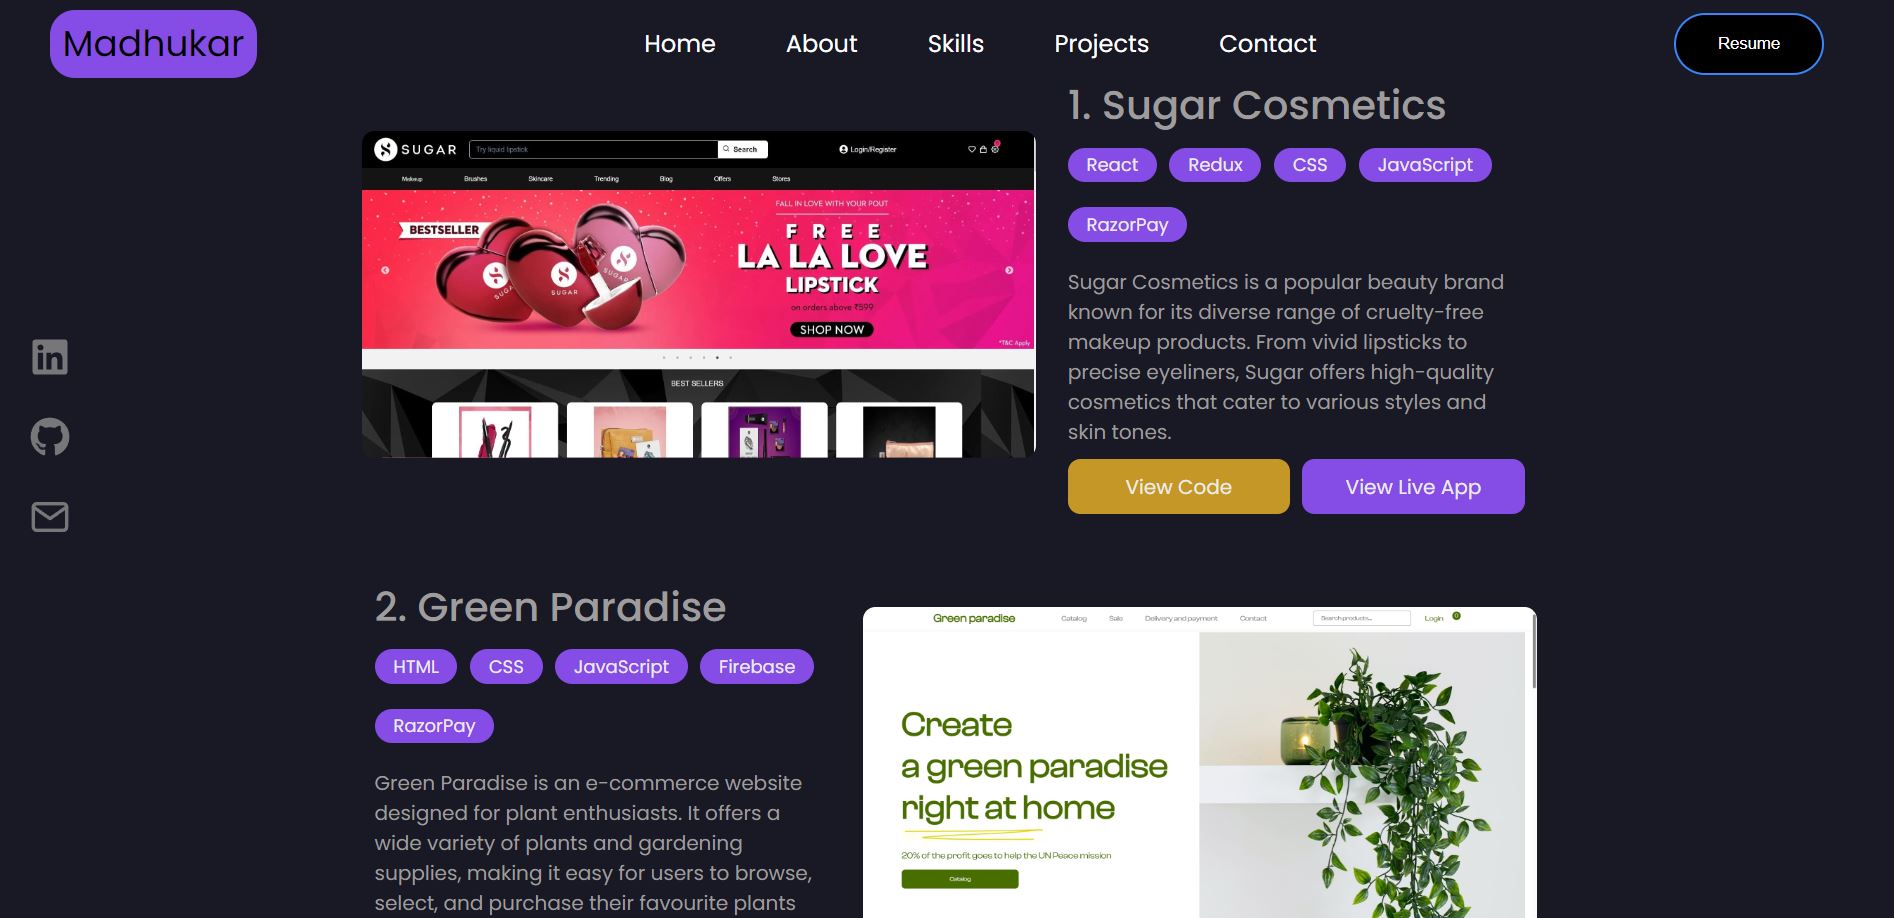 Madhukar
Home About Skills Projects Contact
Resume
SUGAR
Try liquid lipstick
Search
Login/Register
Makeup Brushes Skincare Trending Blog Offers Stores
FALL IN LOVE WITH YOUR POUT
BESTSELLER
FREE
LA LA LOVE
LIPSTICK
on orders above ₹599
SHOP NOW
*T&C Apply
SUGAR
SUGAR
SUGAR
BEST SELLERS
1. Sugar Cosmetics
React Redux CSS JavaScript
RazorPay
Sugar Cosmetics is a popular beauty brand
known for its diverse range of cruelty-free
makeup products. From vivid lipsticks to
precise eyeliners, Sugar offers high-quality
cosmetics that cater to various styles and
skin tones.
View Code View Live App
2. Green Paradise
HTML CSS JavaScript Firebase
RazorPay
Green Paradise is an e-commerce website
designed for plant enthusiasts. It offers a
wide variety of plants and gardening
supplies, making it easy for users to browse,
select, and purchase their favourite plants
Green paradise
Catalog Sale Delivery and payment Contact
Search products...
Login 0
Create
a green paradise
right at home
20% of the profit goes to help the UN Peace mission
Catalog